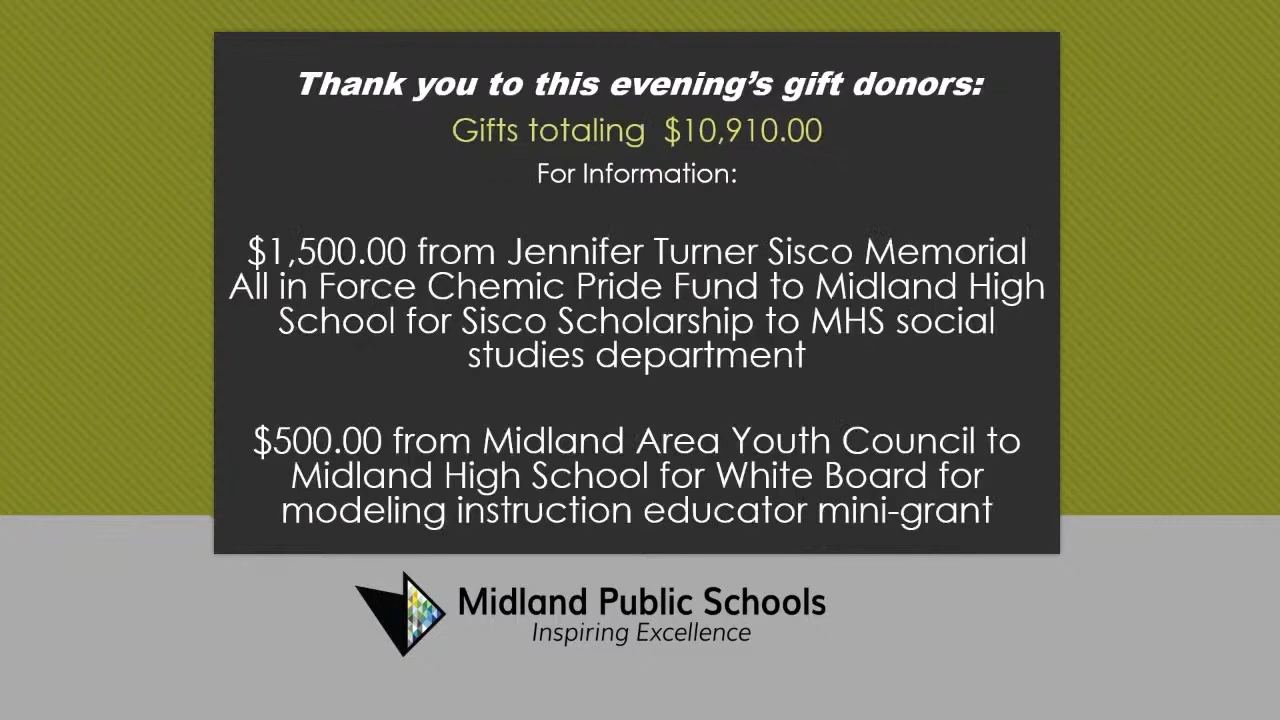 Thank you to this evening's gift donors:
Gifts totaling $10,910.00
For Information:
$1,500.00 from Jennifer Turner Sisco Memorial
All in Force Chemic Pride Fund to Midland High
School for Sisco Scholarship to MHS social
studies department
$500.00 from Midland Area Youth Council to
Midland High School for White Board for
modeling instruction educator mini-grant
Midland Public Schools
Inspiring Excellence